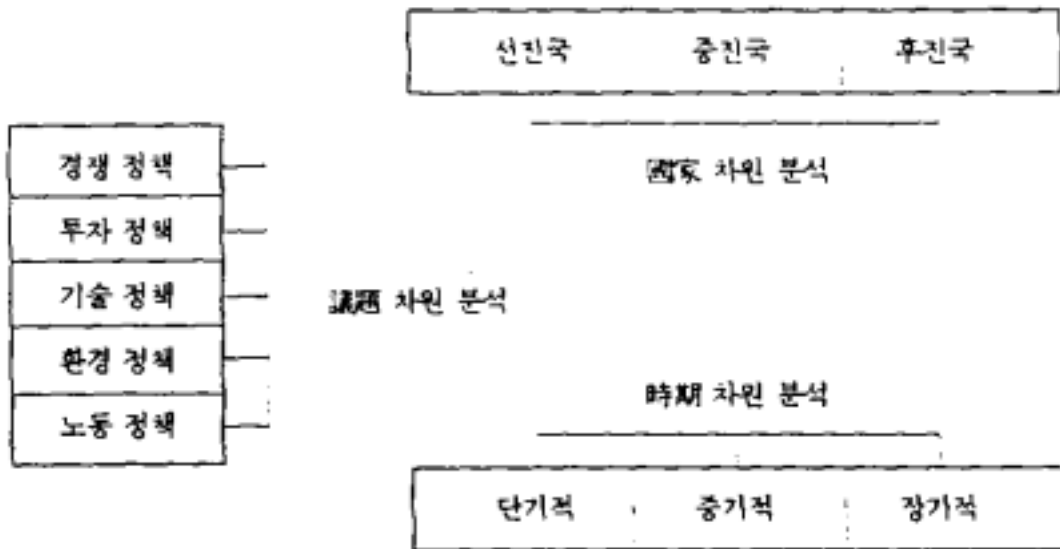 선진국 중진국 후진국
國家 차원 분석
경쟁 정책
투자 정책
기술 정책
환경 정책
노동 정책
議題 차원 분석
時期 차원 분석
단기적 중기적 장기적